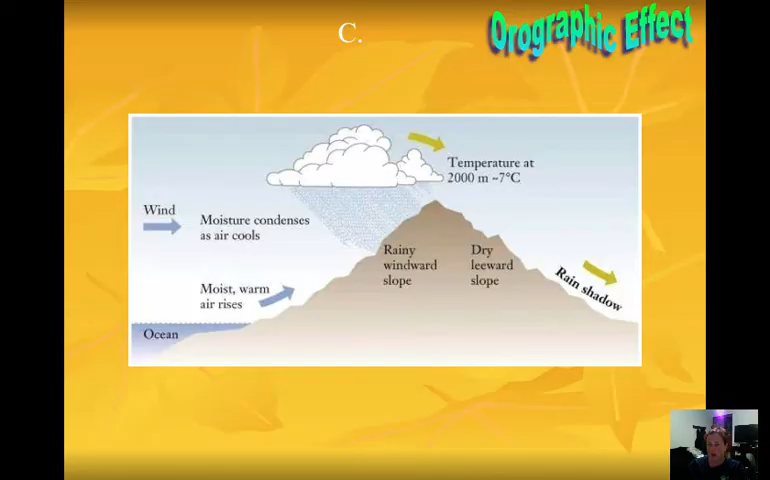 C.
Orographic Effect
Temperature at
2000 m ~7°C
Wind
Moisture condenses
as air cools
Rainy
windward
slope
Dry
leeward
slope
Rain shadow
Moist, warm
air rises
Ocean